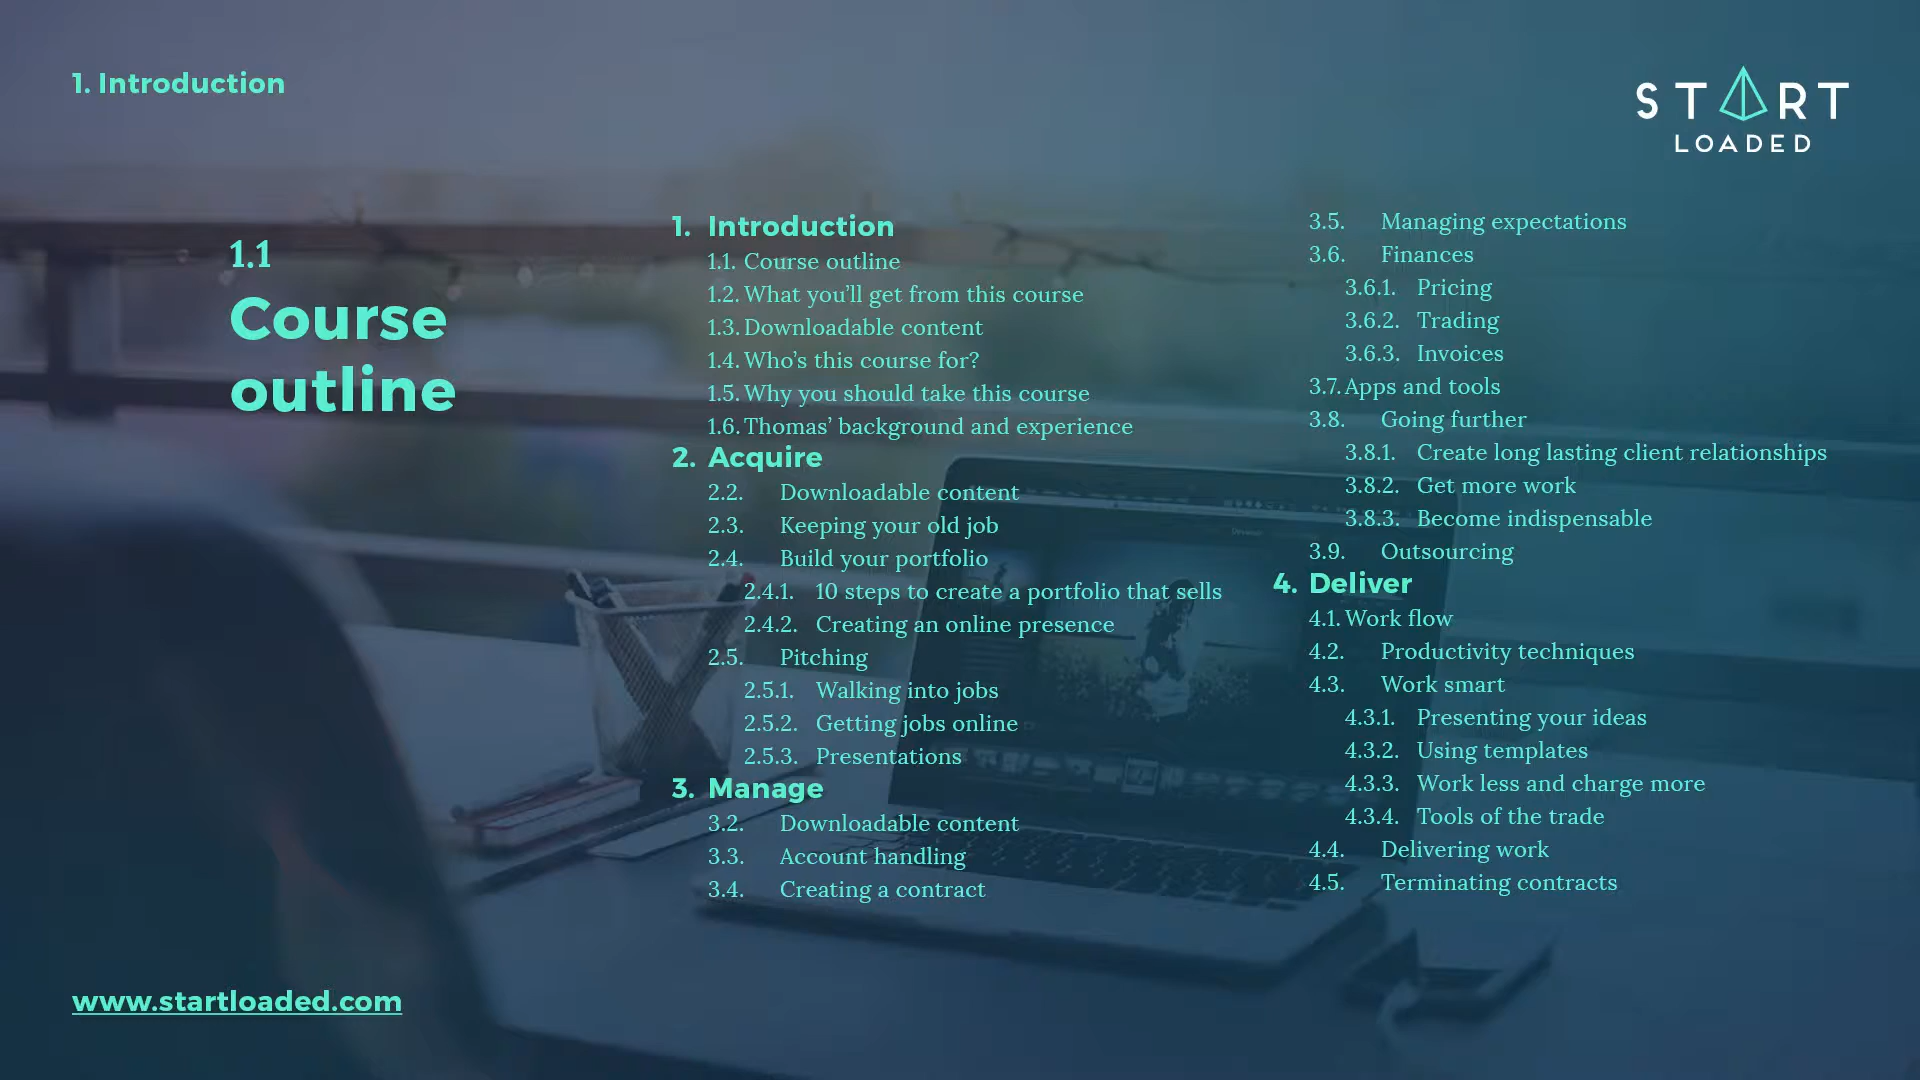 1. Introduction
START
LOADED
1.1
Course
outline
1. Introduction
1.1. Course outline
1.2. What you’ll get from this course
1.3. Downloadable content
1.4. Who’s this course for?
1.5. Why you should take this course
1.6. Thomas’ background and experience
2. Acquire
2.2. Downloadable content
2.3. Keeping your old job
2.4. Build your portfolio
2.4.1. 10 steps to create a portfolio that sells
2.4.2. Creating an online presence
2.5. Pitching
2.5.1. Walking into jobs
2.5.2. Getting jobs online
2.5.3. Presentations
3. Manage
3.2. Downloadable content
3.3. Account handling
3.4. Creating a contract
3.5. Managing expectations
3.6. Finances
3.6.1. Pricing
3.6.2. Trading
3.6.3. Invoices
3.7. Apps and tools
3.8. Going further
3.8.1. Create long lasting client relationships
3.8.2. Get more work
3.8.3. Become indispensable
3.9. Outsourcing
4. Deliver
4.1. Work flow
4.2. Productivity techniques
4.3. Work smart
4.3.1. Presenting your ideas
4.3.2. Using templates
4.3.3. Work less and charge more
4.3.4. Tools of the trade
4.4. Delivering work
4.5. Terminating contracts
www.startloaded.com